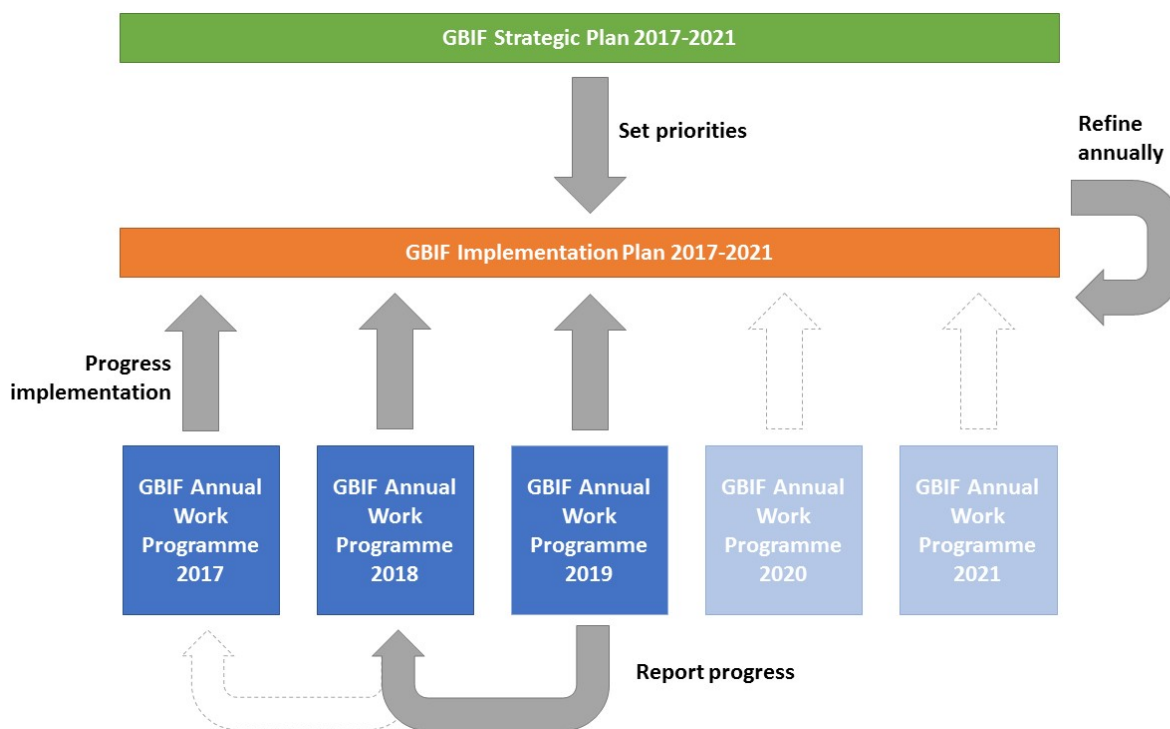 GBIF Strategic Plan 2017-2021
Set priorities
Refine
annually
GBIF Implementation Plan 2017-2021
Progress
implementation
GBIF Annual
Work
Programme
2017
GBIF Annual
Work
Programme
2018
GBIF Annual
Work
Programme
2019
GBIF Annual
Work
Programme
2020
GBIF Annual
Work
Programme
2021
Report progress